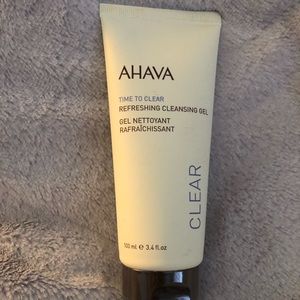 AHAVA
TIME TO CLEAR
REFRESHING CLEANSING GEL
GEL NETTOYANT
RAFRAÎCHISSANT
CLEAR
100 ml e 3.4 fl.oz